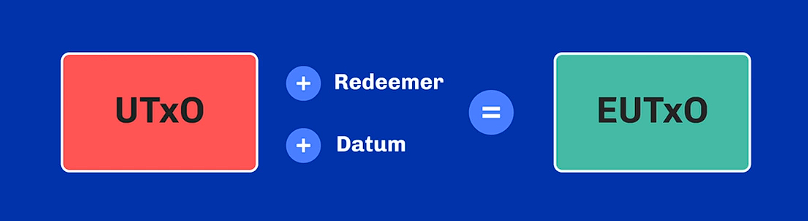 UTxO
+ Redeemer
+ Datum
=
EUTxO